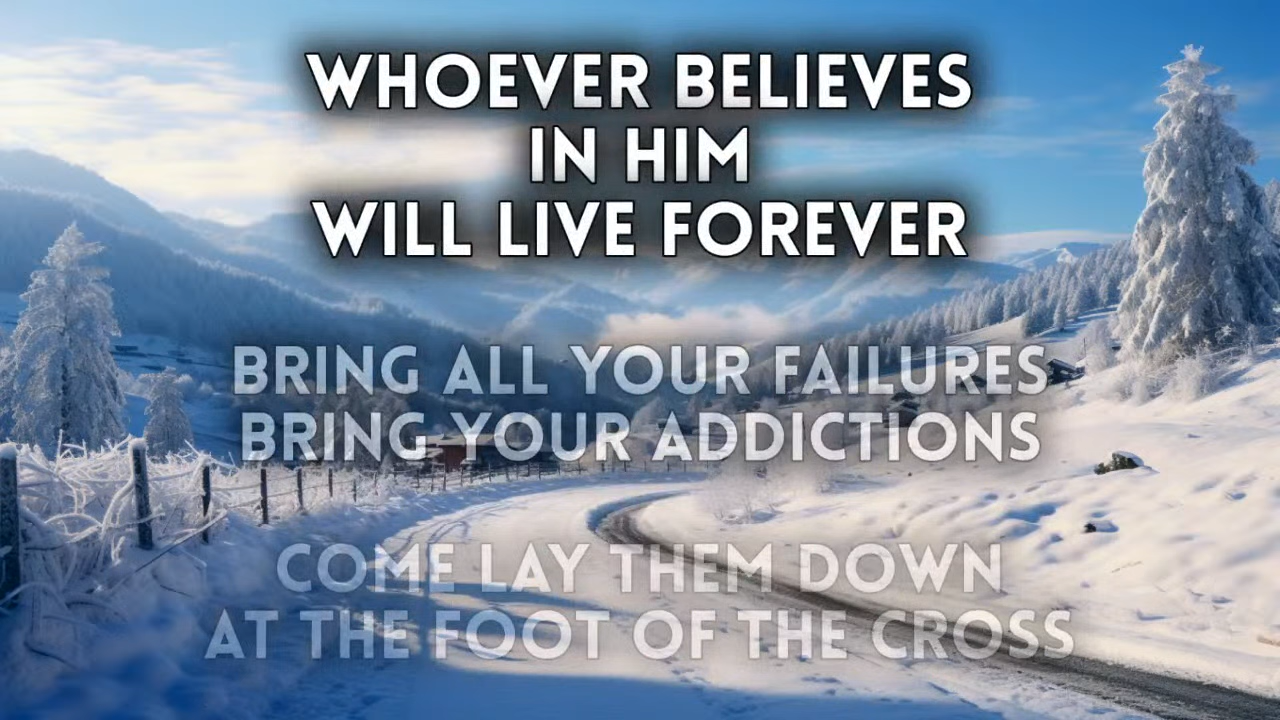 WHOEVER BELIEVES
IN HIM
WILL LIVE FOREVER
BRING ALL YOUR FAILURES
BRING YOUR ADDICTIONS
COME LAY THEM DOWN
AT THE FOOT OF THE CROSS